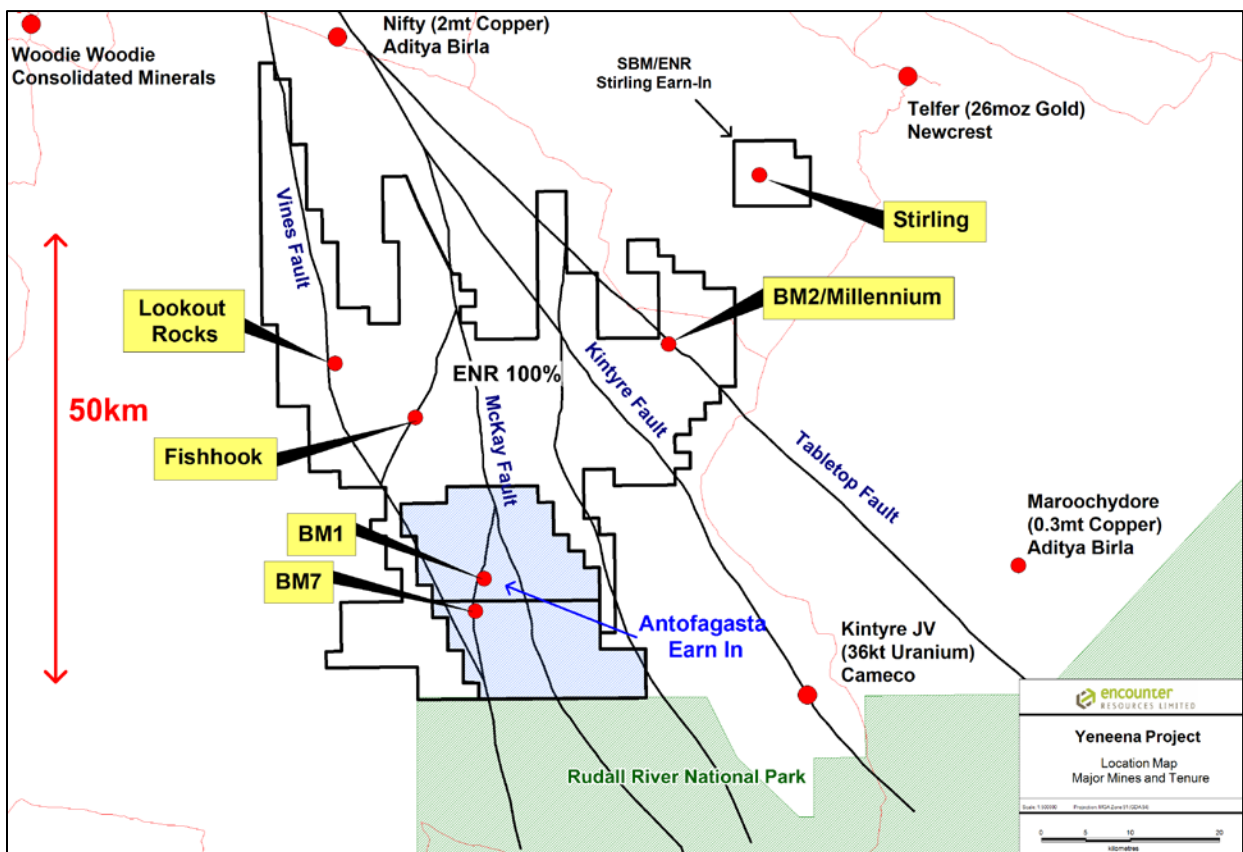 Woodie Woodie
Consolidated Minerals
Nifty (2mt Copper)
Aditya Birla
SBM/ENR
Stirling Earn-In
Telfer (26moz Gold)
Newcrest
Stirling
Vines Fault
BM2/Millennium
Lookout
Rocks
50km
ENR 100%
Kintyre Fault
McKay Fault
Fishhook
Tabletop Fault
Maroochydore
(0.3mt Copper)
Aditya Birla
BM1
BM7
Antofagasta
Earn In
Kintyre JV
(36kt Uranium)
Cameco
Rudall River National Park
encounter
RESOURCES LIMITED
Yeneena Project
Location Map
Major Mines and Tenure
0 5 10 20
kilometres